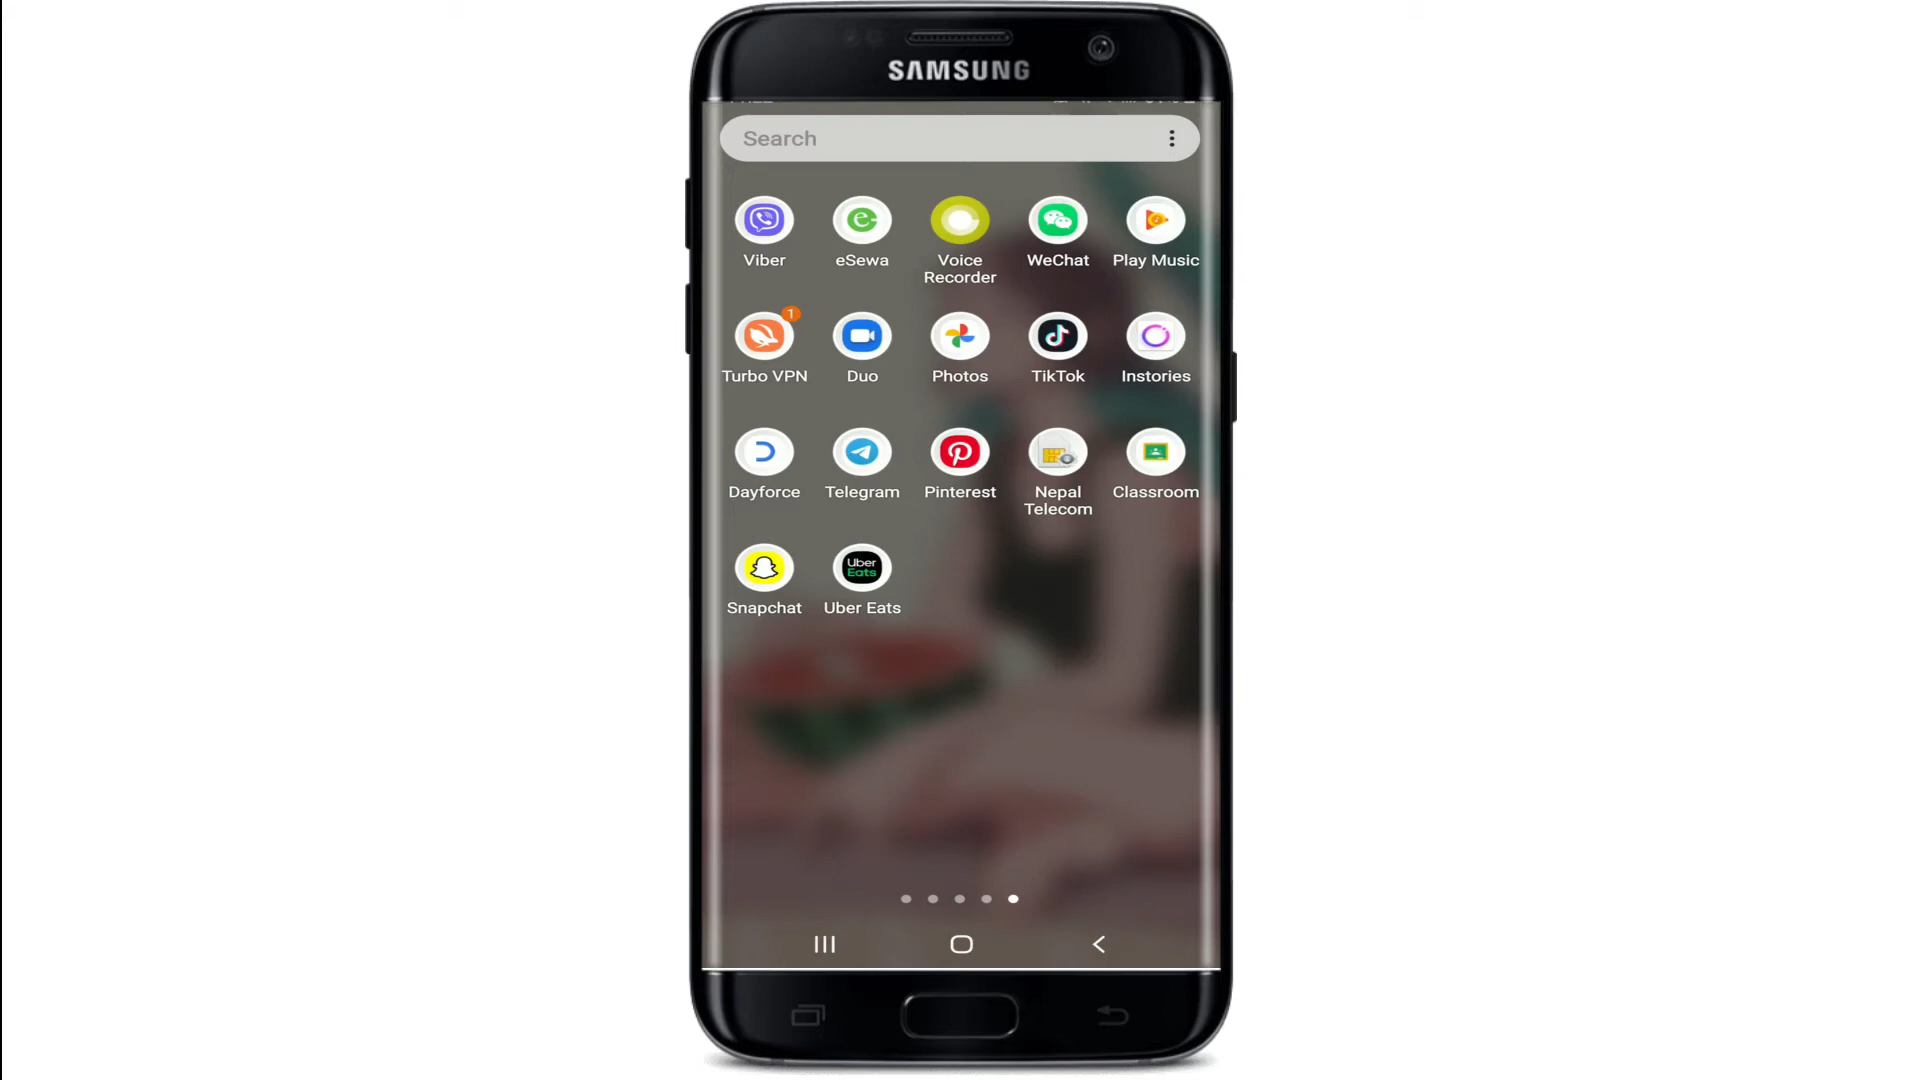 SAMSUNG
Search
Viber
eSewa
Voice
Recorder
WeChat
Play Music
1
Turbo VPN
Duo
Photos
TikTok
Instories
Dayforce
Telegram
Pinterest
Nepal
Telecom
Classroom
Uber
Eats
Snapchat
Uber Eats